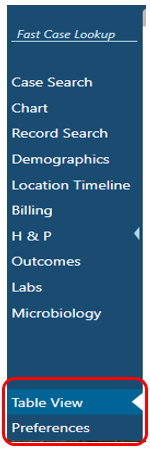 Fast Case Lookup
Case Search
Chart
Record Search
Demographics
Location Timeline
Billing
H & P
Outcomes
Labs
Microbiology
Table View
Preferences